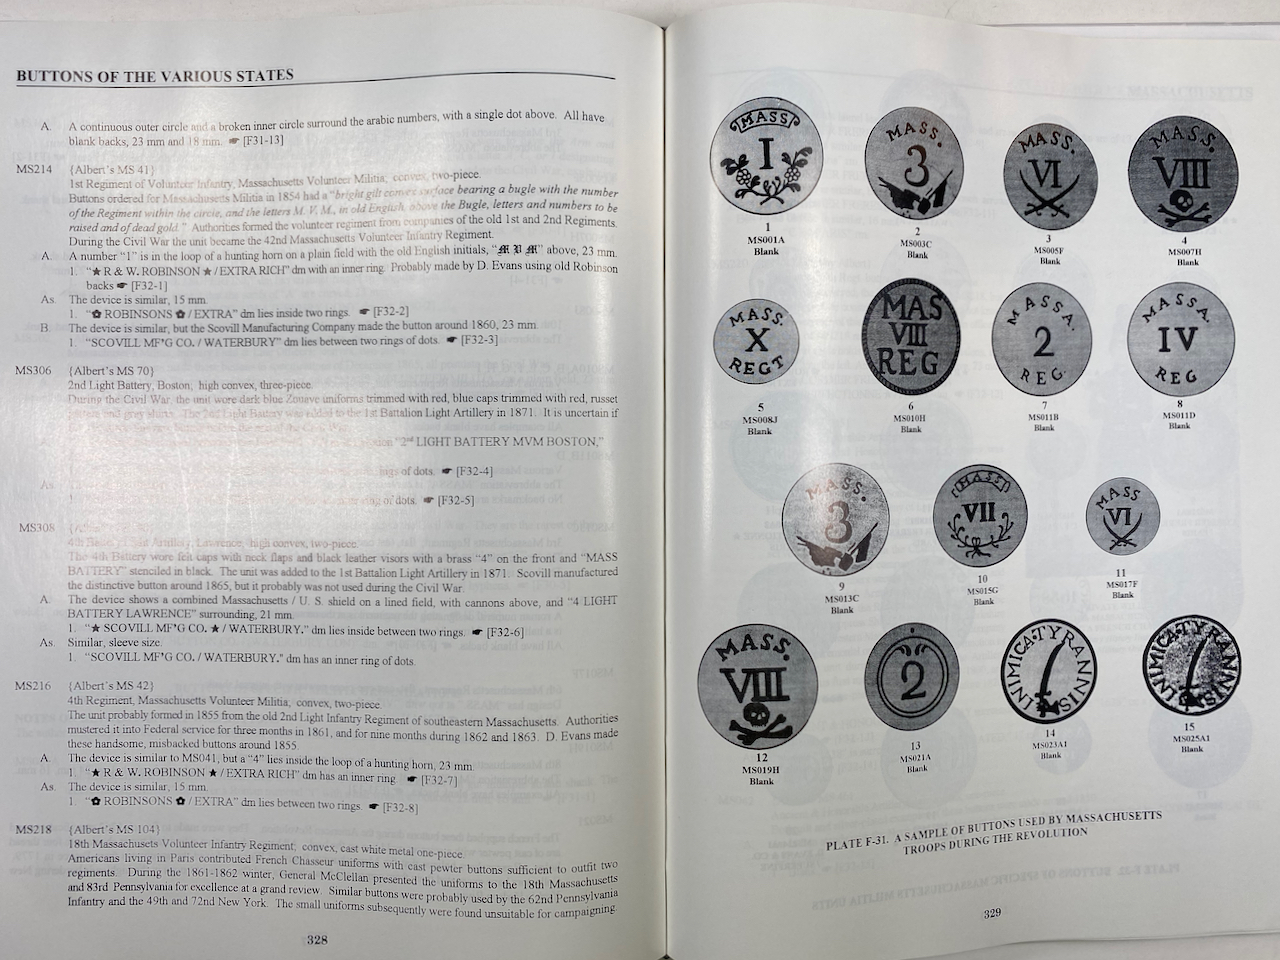 BUTTONS OF THE VARIOUS STATES
A. A continuous outer circle and a broken inner circle surround the arabic numbers, with a single dot above. All have
blank backs, 23 mm and 18 mm. ☛ [F31-13]
MS214 {Albert's MS 41}
1st Regiment of Volunteer Infantry, Massachusetts Volunteer Militia; convex, two-piece.
Buttons ordered for Massachusetts Militia in 1854 had a "bright gilt convex surface bearing a bugle with the number
of the Regiment within the circle, and the letters M. V. M., in old English, above the Bugle, letters and numbers to be
raised and of dead gold." Authorities formed the volunteer regiment from companies of the old 1st and 2nd Regiments.
During the Civil War the unit became the 42nd Massachusetts Volunteer Infantry Regiment.
A. A number "1" is in the loop of a hunting horn on a plain field with the old English initials, "𝕸 𝖁 𝕸" above, 23 mm.
1. "★ R & W. ROBINSON ★ / EXTRA RICH" dm with an inner ring. Probably made by D. Evans using old Robinson
backs ☛ [F32-1]
As. The device is similar, 15 mm.
1. "✿ ROBINSONS ✿ / EXTRA" dm lies inside two rings. ☛ [F32-2]
B. The device is similar, but the Scovill Manufacturing Company made the button around 1860, 23 mm.
1. "SCOVILL MF'G CO. / WATERBURY" dm lies between two rings of dots. ☛ [F32-3]
MS306 {Albert's MS 70}
2nd Light Battery, Boston; high convex, three-piece.
During the Civil War, the unit wore dark blue Zouave uniforms trimmed with red, blue caps trimmed with red, russet
and grey The 2nd Light Battery was added to the 1st Battalion Light Artillery in 1871. It is uncertain if
"2nd LIGHT BATTERY MVM BOSTON,"
rings of dots. ☛ [F32-4]
As.
1. ring of dots. ☛ [F32-5]
MS308
4th Light Artillery, Lawrence; high convex, two-piece.
The 4th Battery wore felt caps with neck flaps and black leather visors with a brass "4" on the front and "MASS
BATTERY" stenciled in black. The unit was added to the 1st Battalion Light Artillery in 1871. Scovill manufactured
the distinctive button around 1865, but it probably was not used during the Civil War.
A. The device shows a combined Massachusetts / U. S. shield on a lined field, with cannons above, and "4 LIGHT
BATTERY LAWRENCE" surrounding, 21 mm.
1. "★ SCOVILL MF'G CO. ★ / WATERBURY." dm lies inside between two rings. ☛ [F32-6]
As. Similar, sleeve size.
1. "SCOVILL MF'G CO. / WATERBURY." dm has an inner ring of dots.
MS216 {Albert's MS 42}
4th Regiment, Massachusetts Volunteer Militia, convex, two-piece.
The unit probably formed in 1855 from the old 2nd Light Infantry Regiment of southeastern Massachusetts. Authorities
mustered it into Federal service for three months in 1861, and for nine months during 1862 and 1863. D. Evans made
these handsome, misbacked buttons around 1855.
A. The device is similar to MS041, but a "4" lies inside the loop of a hunting horn, 23 mm.
1. "★ R & W. ROBINSON ★ / EXTRA RICH" dm has an inner ring. ☛ [F32-7]
As. The device is similar, 15 mm.
1. "✿ ROBINSONS ✿ / EXTRA" dm lies between two rings. ☛ [F32-8]
MS218 {Albert's MS 104}
18th Massachusetts Volunteer Infantry Regiment; convex, cast white metal one-piece.
Americans living in Paris contributed French Chasseur uniforms with cast pewter buttons sufficient to outfit two
regiments. During the 1861-1862 winter, General McClellan presented the uniforms to the 18th Massachusetts
and 83rd Pennsylvania for excellence at a grand review. Similar buttons were probably used by the 62nd Pennsylvania
Infantry and the 49th and 72nd New York. The small uniforms subsequently were found unsuitable for campaigning.
328
MASS I
MASS. 3
MASS. VI
MASS. VIII
1
MS001A
Blank
2
MS003C
Blank
3
MS005F
Blank
4
MS007H
Blank
MASS. X REGT
MAS VIII REG
MASSA. 2 REG
MASSA. IV REG
5
MS008J
Blank
6
MS010H
Blank
7
MS011B
Blank
8
MS011D
Blank
MASS. 3
MASS VII
MASS VI
9
MS013C
Blank
10
MS015G
Blank
11
MS017F
Blank
MASS. VIII
2
INIMICA TYRANNIS
INIMICA TYRANNIS
12
MS019H
Blank
13
MS021A
Blank
14
MS023A1
Blank
15
MS025A1
Blank
PLATE F-31. A SAMPLE OF BUTTONS USED BY MASSACHUSETTS
TROOPS DURING THE REVOLUTION
329